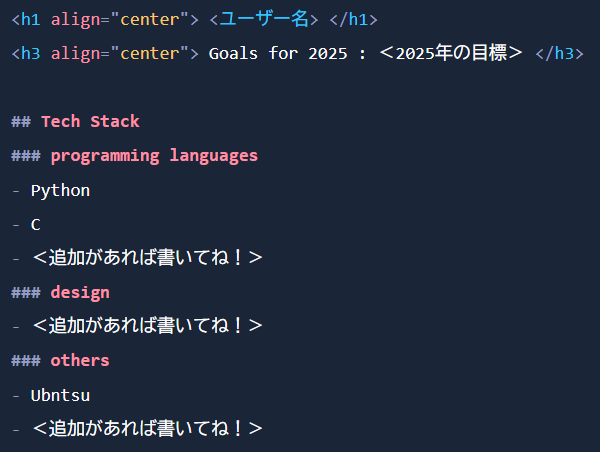 <h1 align="center"> <ユーザー名> </h1>
<h3 align="center"> Goals for 2025 : ＜2025年の目標＞ </h3>
## Tech Stack
### programming languages
- Python
- C
- ＜追加があれば書いてね！＞
### design
- ＜追加があれば書いてね！＞
### others
- Ubntsu
- ＜追加があれば書いてね！＞